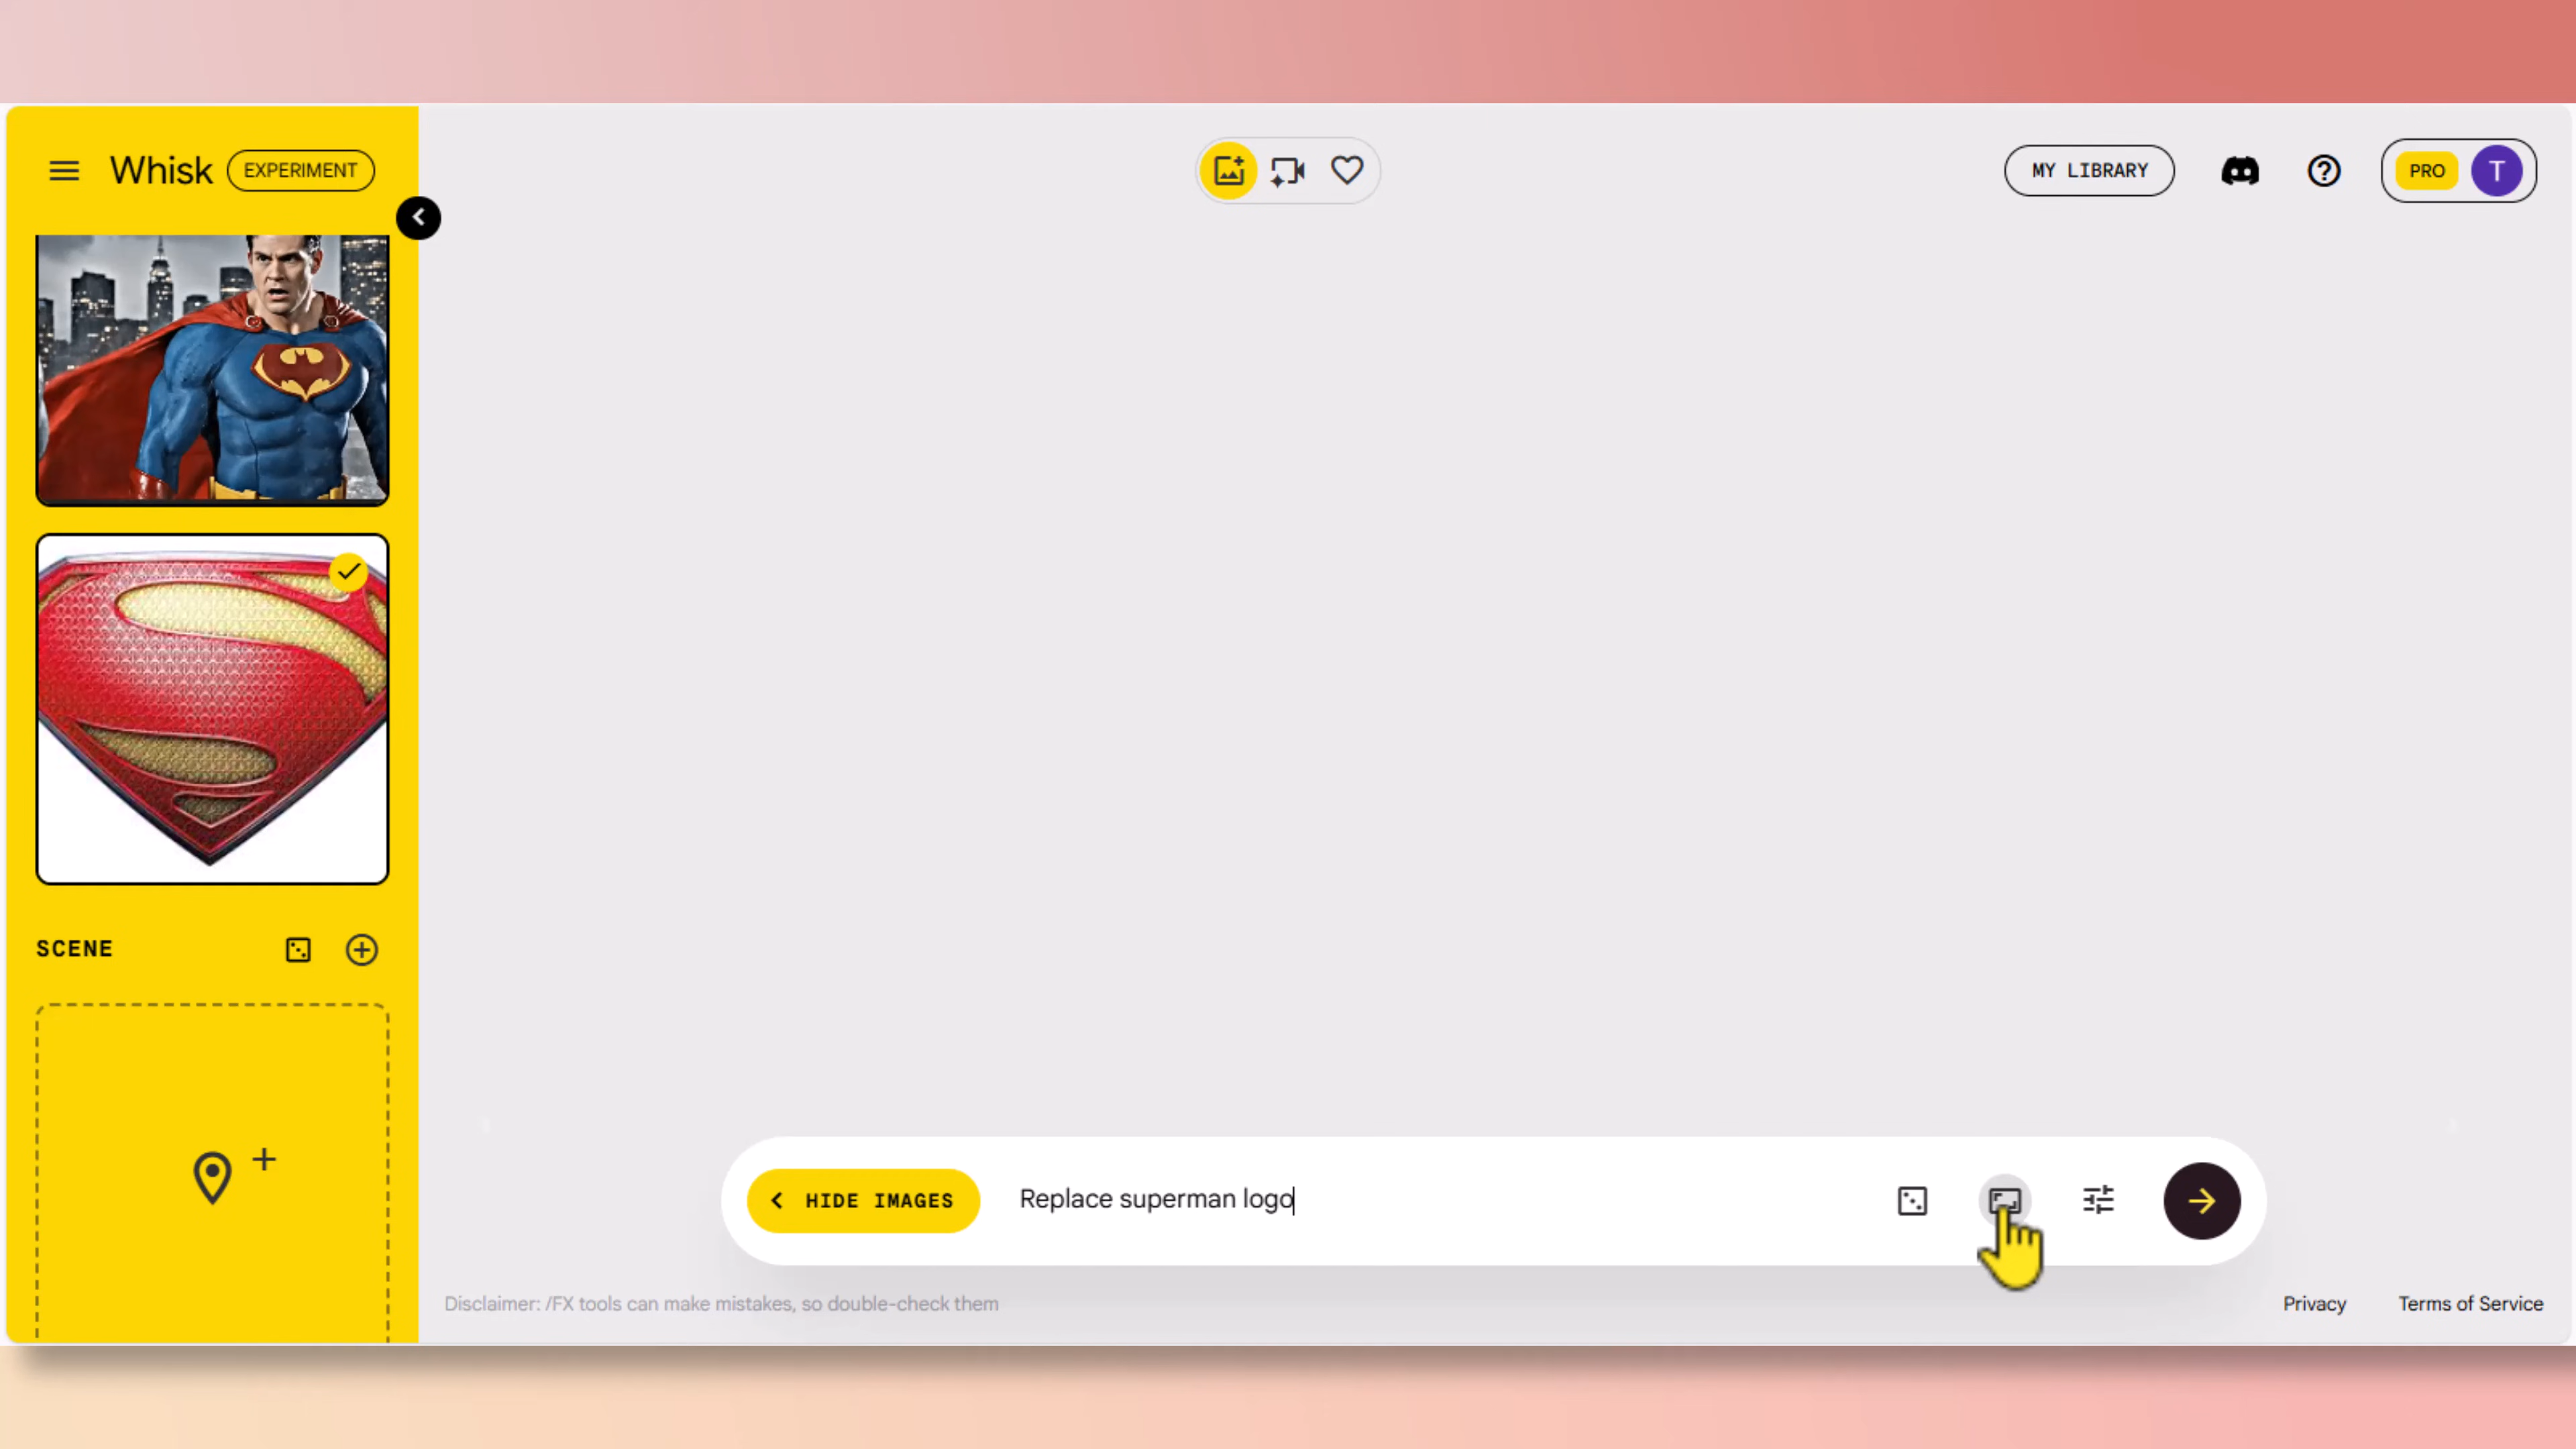 Whisk
EXPERIMENT
MY LIBRARY
PRO
T
SCENE
HIDE IMAGES
Replace superman logo
Disclaimer: /FX tools can make mistakes, so double-check them
Privacy
Terms of Service